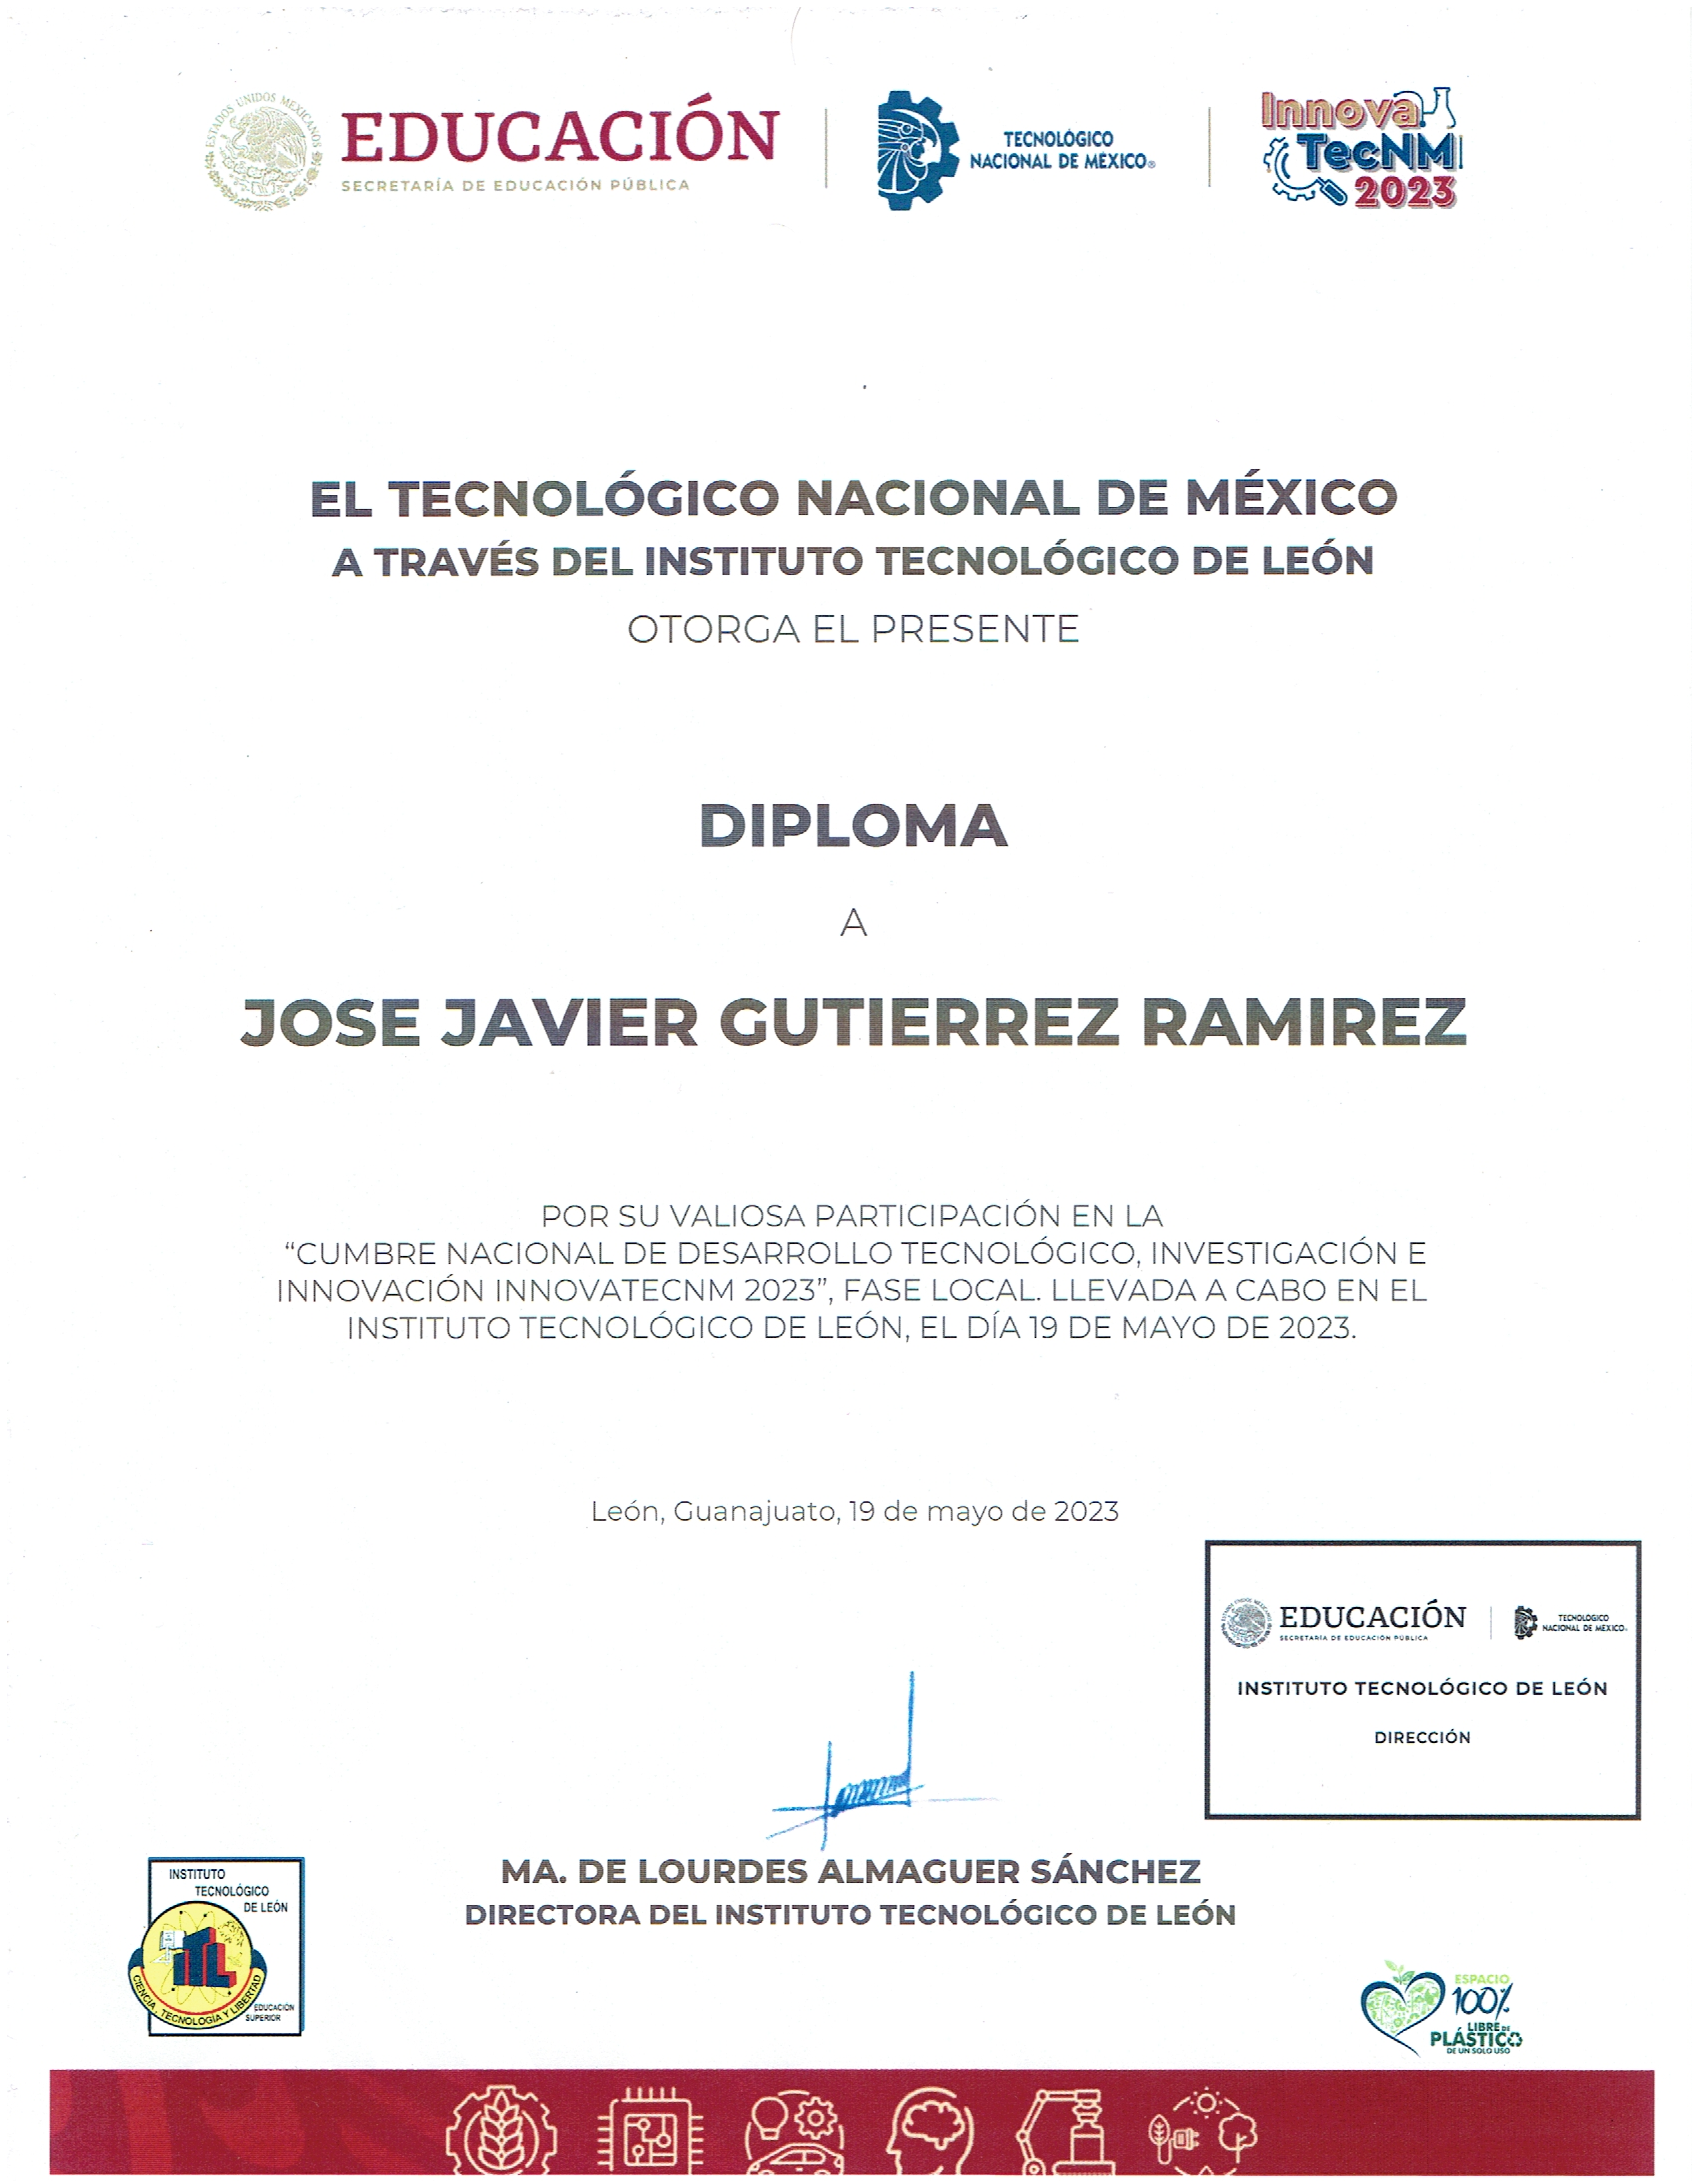 ESTADOS UNIDOS MEXICANOS
EDUCACIÓN
SECRETARÍA DE EDUCACIÓN PÚBLICA
TECNOLÓGICO
NACIONAL DE MÉXICO®
Innova
TecNM
2023
EL TECNOLÓGICO NACIONAL DE MÉXICO
A TRAVÉS DEL INSTITUTO TECNOLÓGICO DE LEÓN
OTORGA EL PRESENTE
DIPLOMA
A
JOSE JAVIER GUTIERREZ RAMIREZ
POR SU VALIOSA PARTICIPACIÓN EN LA
“CUMBRE NACIONAL DE DESARROLLO TECNOLÓGICO, INVESTIGACIÓN E
INNOVACIÓN INNOVATECNM 2023”, FASE LOCAL. LLEVADA A CABO EN EL
INSTITUTO TECNOLÓGICO DE LEÓN, EL DÍA 19 DE MAYO DE 2023.
León, Guanajuato, 19 de mayo de 2023
EDUCACIÓN
SECRETARÍA DE EDUCACIÓN PÚBLICA
TECNOLÓGICO
NACIONAL DE MÉXICO®
INSTITUTO TECNOLÓGICO DE LEÓN
DIRECCIÓN
MA. DE LOURDES ALMAGUER SÁNCHEZ
DIRECTORA DEL INSTITUTO TECNOLÓGICO DE LEÓN
INSTITUTO
TECNOLÓGICO
DE LEÓN
ITL
CIENCIA, TECNOLOGÍA Y LIBERTAD
EDUCACIÓN
SUPERIOR
ESPACIO
100%
LIBRE DE
PLÁSTICO
DE UN SOLO USO